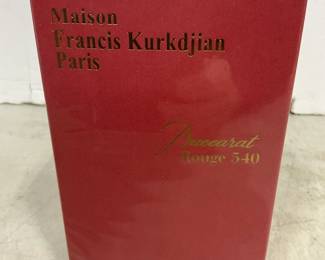 Maison
Francis Kurkdjian
Paris
Baccarat
Rouge 540